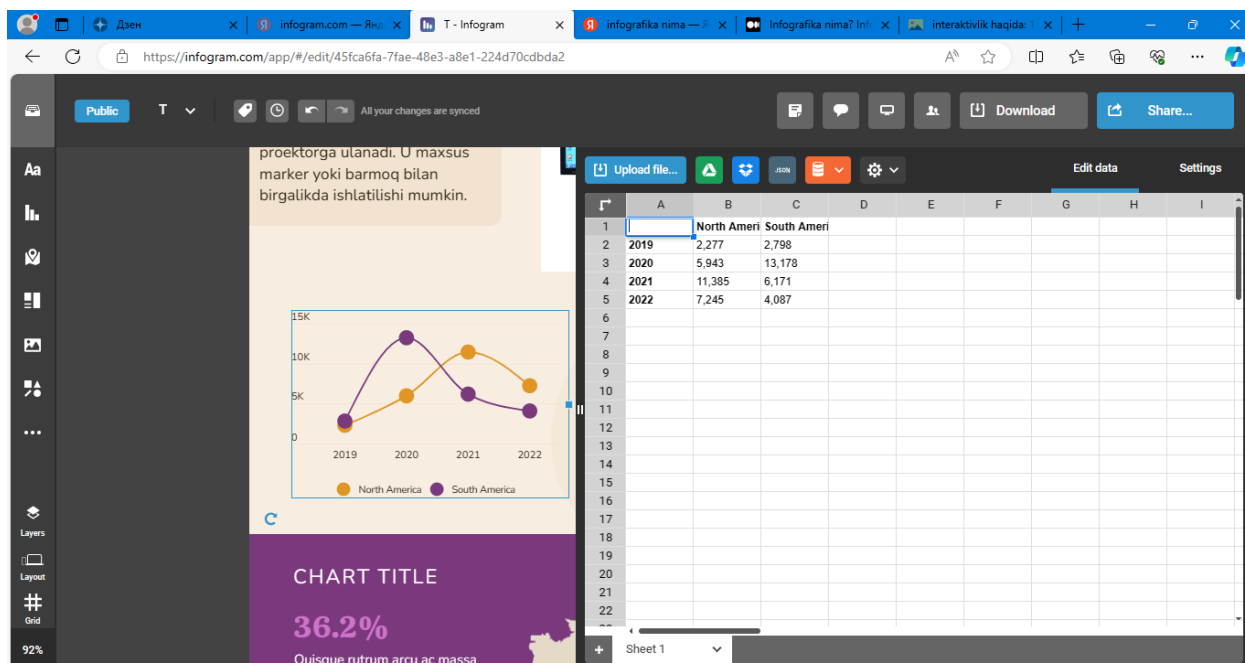 Дзен
infogram.com — Янд
T - Infogram
infografika nima —
Infografika nima? Inf
interaktivlik haqida:
https://infogram.com/app/#/edit/45fca6fa-7fae-48e3-a8e1-224d70cdbda2
Public
T
All your changes are synced
Download
Share...
Aa
proektorga ulanadi. U maxsus
marker yoki barmoq bilan
birgalikda ishlatilishi mumkin.
Upload file...
JSON
Edit data
Settings
A B C D E F G H I
1 North Ameri South Ameri
2 2019 2,277 2,798
3 2020 5,943 13,178
4 2021 11,385 6,171
5 2022 7,245 4,087
6
7
8
9
10
11
12
13
14
15
16
17
18
19
20
21
22
15K
10K
5K
0
2019 2020 2021 2022
North America South America
CHART TITLE
36.2%
Quisque rutrum arcu ac massa
Layers
Layout
Grid
92%
Sheet 1